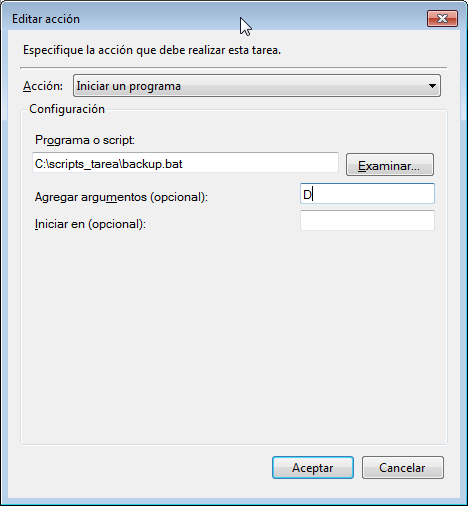 Editar acción
Especifique la acción que debe realizar esta tarea.
Acción: Iniciar un programa
Configuración
Programa o script:
C:\scripts_tarea\backup.bat Examinar...
Agregar argumentos (opcional): D
Iniciar en (opcional):
Aceptar Cancelar